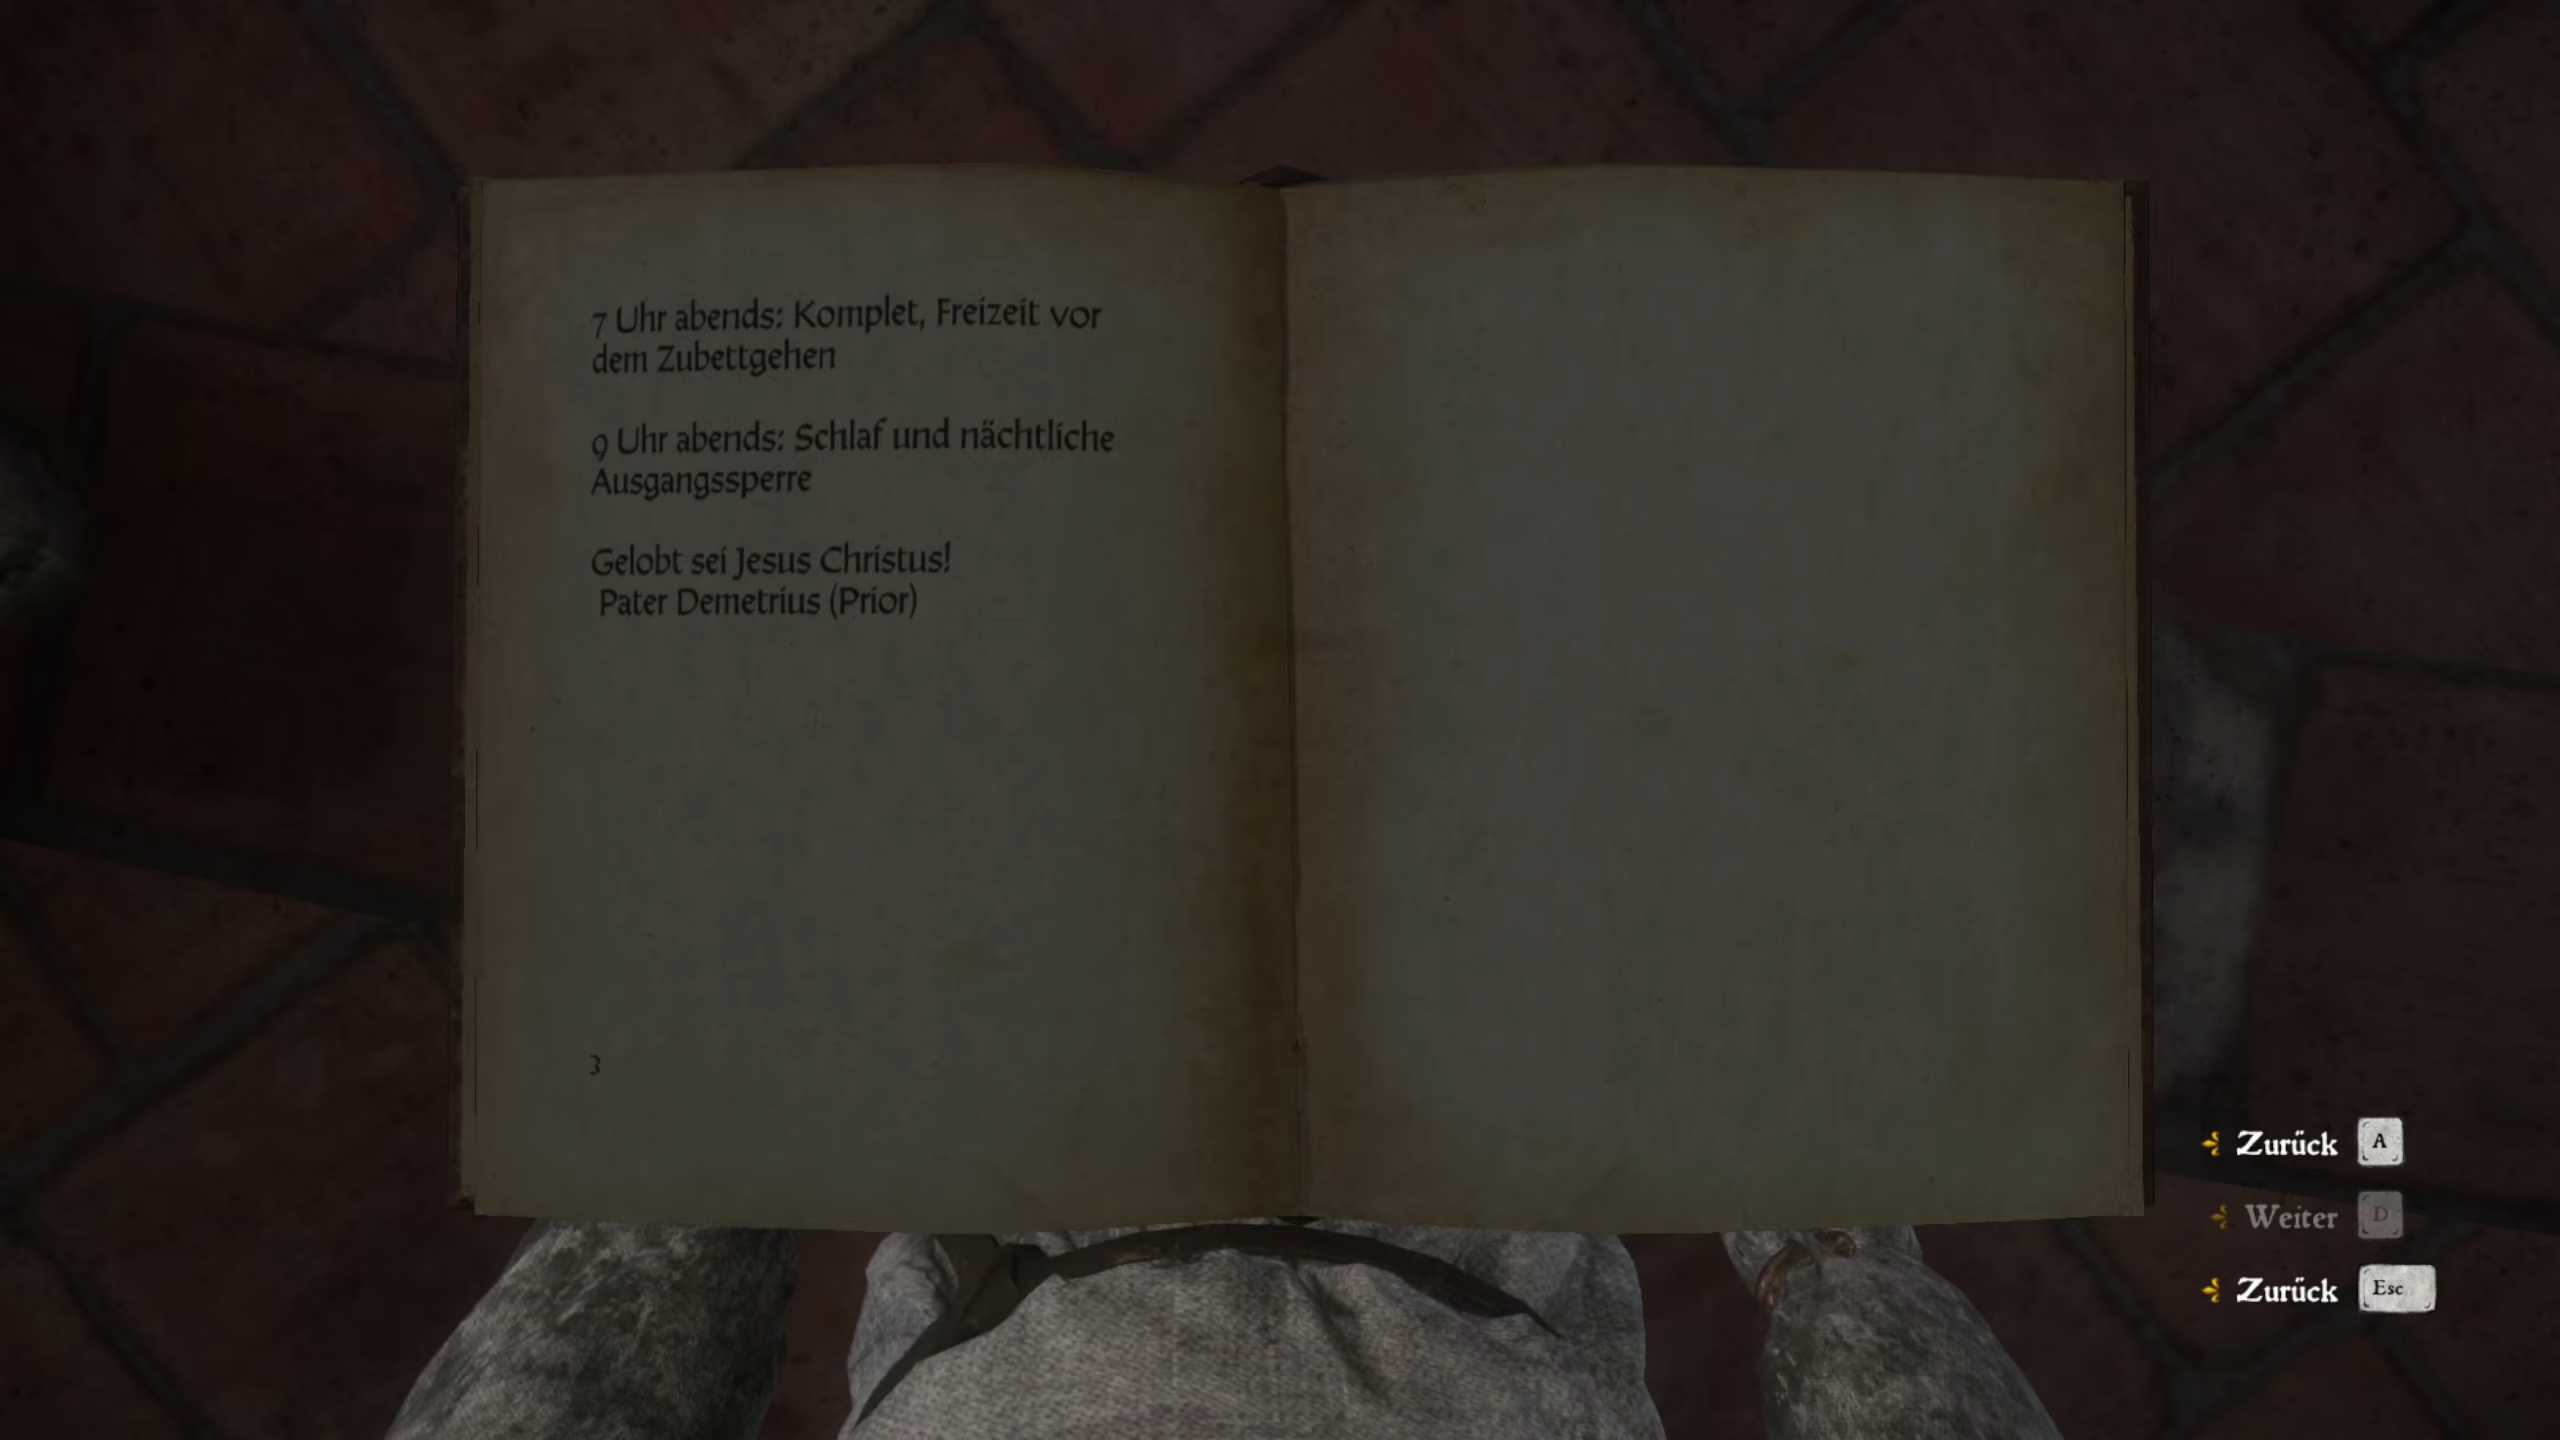 7 Uhr abends: Komplet, Freizeit vor
dem Zubettgehen
9 Uhr abends: Schlaf und nächtliche
Ausgangssperre
Gelobt sei Jesus Christus!
Pater Demetrius (Prior)
3
Zurück A
Weiter D
Zurück Esc